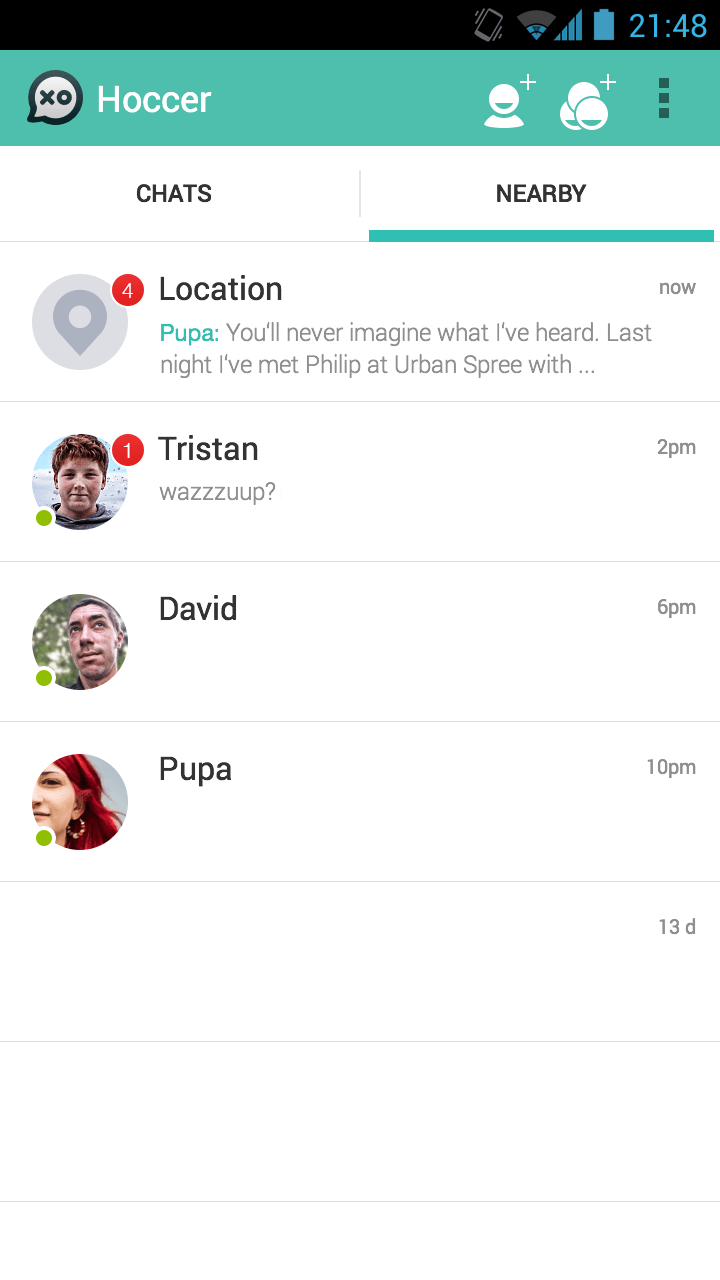 21:48
XO Hoccer
CHATS NEARBY
4 Location now
Pupa: You‘ll never imagine what I‘ve heard. Last
night I‘ve met Philip at Urban Spree with ...
1 Tristan 2pm
wazzzuup?
David 6pm
Pupa 10pm
13 d